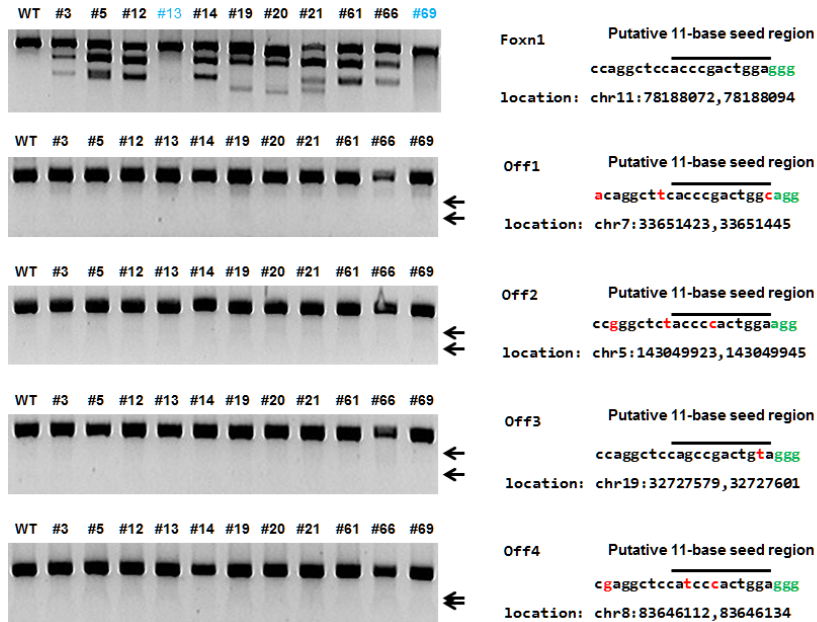 WT #3 #5 #12 #13 #14 #19 #20 #21 #61 #66 #69
Foxn1
Putative 11-base seed region
ccaggctccacccgactggaggg
location: chr11:78188072,78188094
WT #3 #5 #12 #13 #14 #19 #20 #21 #61 #66 #69
Off1
Putative 11-base seed region
acaggcttcacccgactggcagg
location: chr7:33651423,33651445
WT #3 #5 #12 #13 #14 #19 #20 #21 #61 #66 #69
Off2
Putative 11-base seed region
ccgggctctaccccactggaagg
location: chr5:143049923,143049945
WT #3 #5 #12 #13 #14 #19 #20 #21 #61 #66 #69
Off3
Putative 11-base seed region
ccaggctccagccgactgtaggg
location: chr19:32727579,32727601
WT #3 #5 #12 #13 #14 #19 #20 #21 #61 #66 #69
Off4
Putative 11-base seed region
cgaggctccatcccactggaggg
location: chr8:83646112,83646134